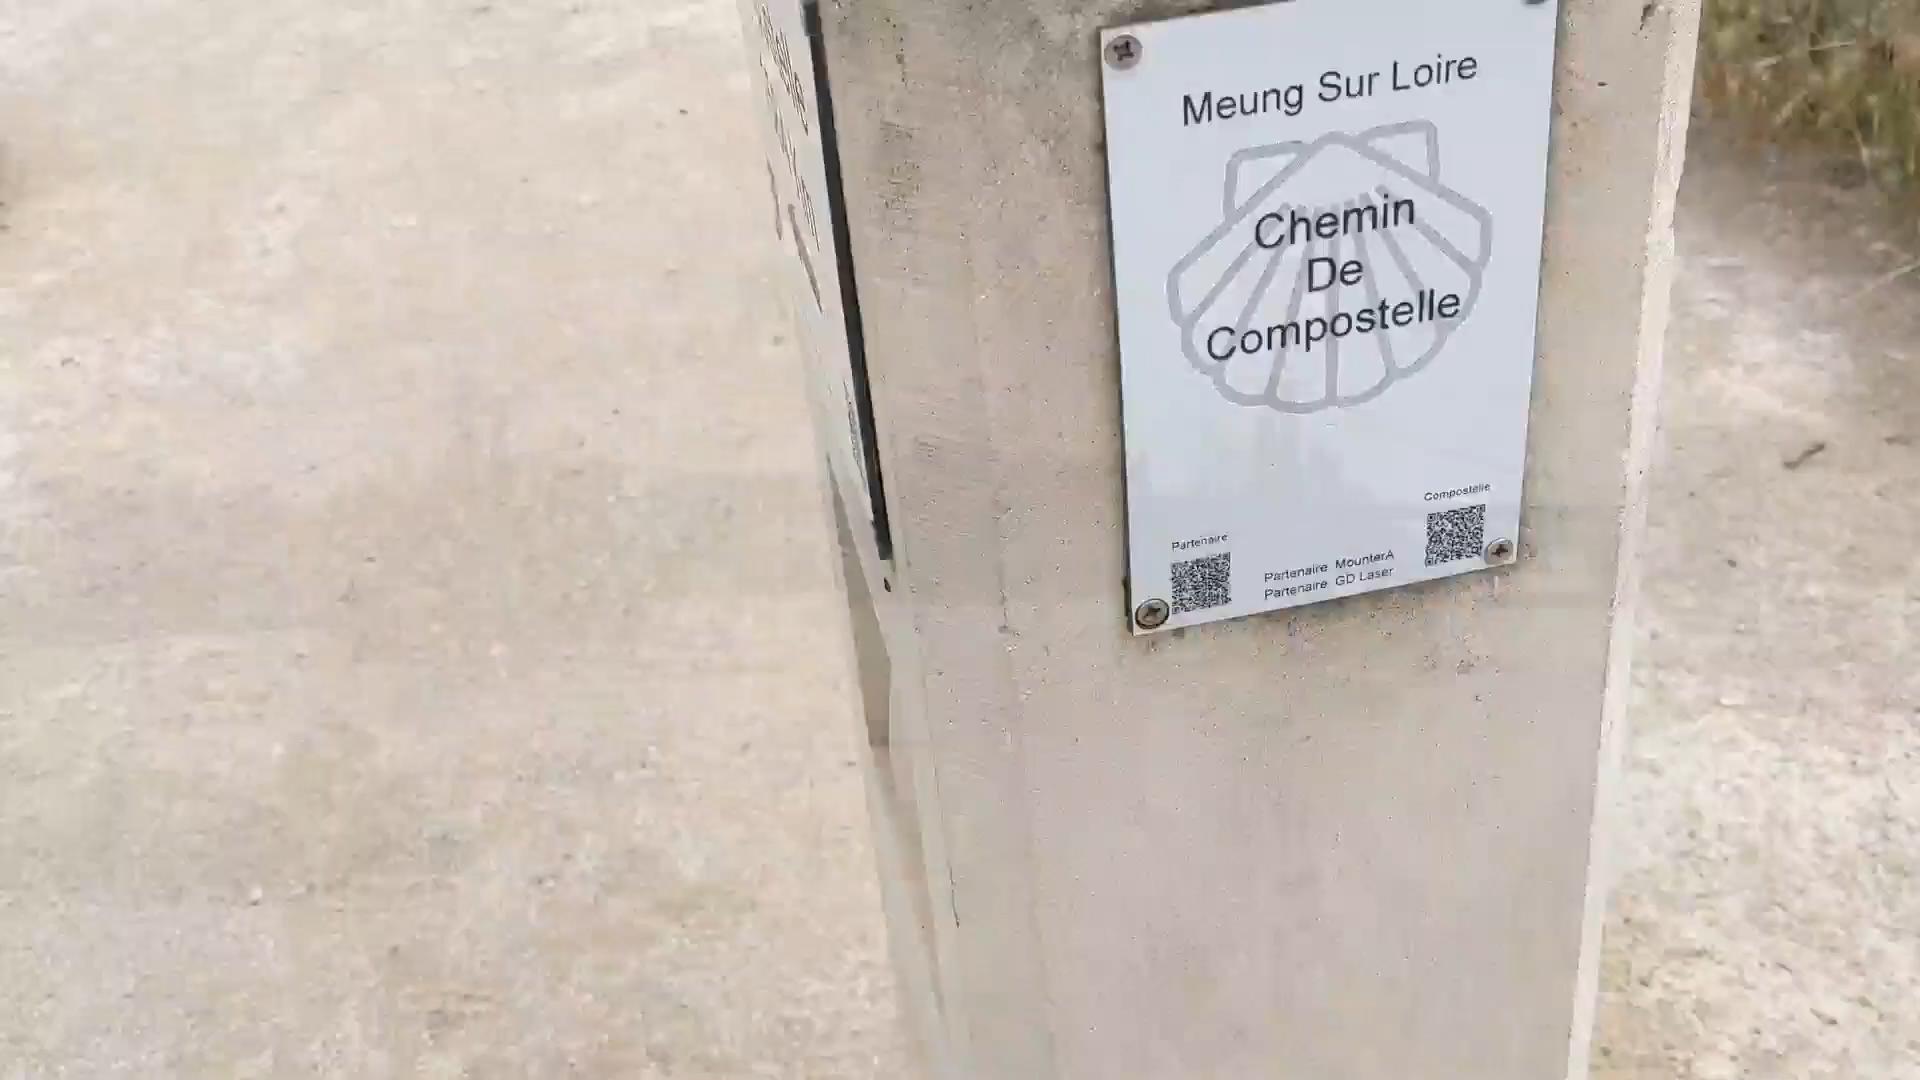 Meung Sur Loire
Chemin
De
Compostelle
Compostelle
Partenaire
Partenaire MounterA
Partenaire GD Laser